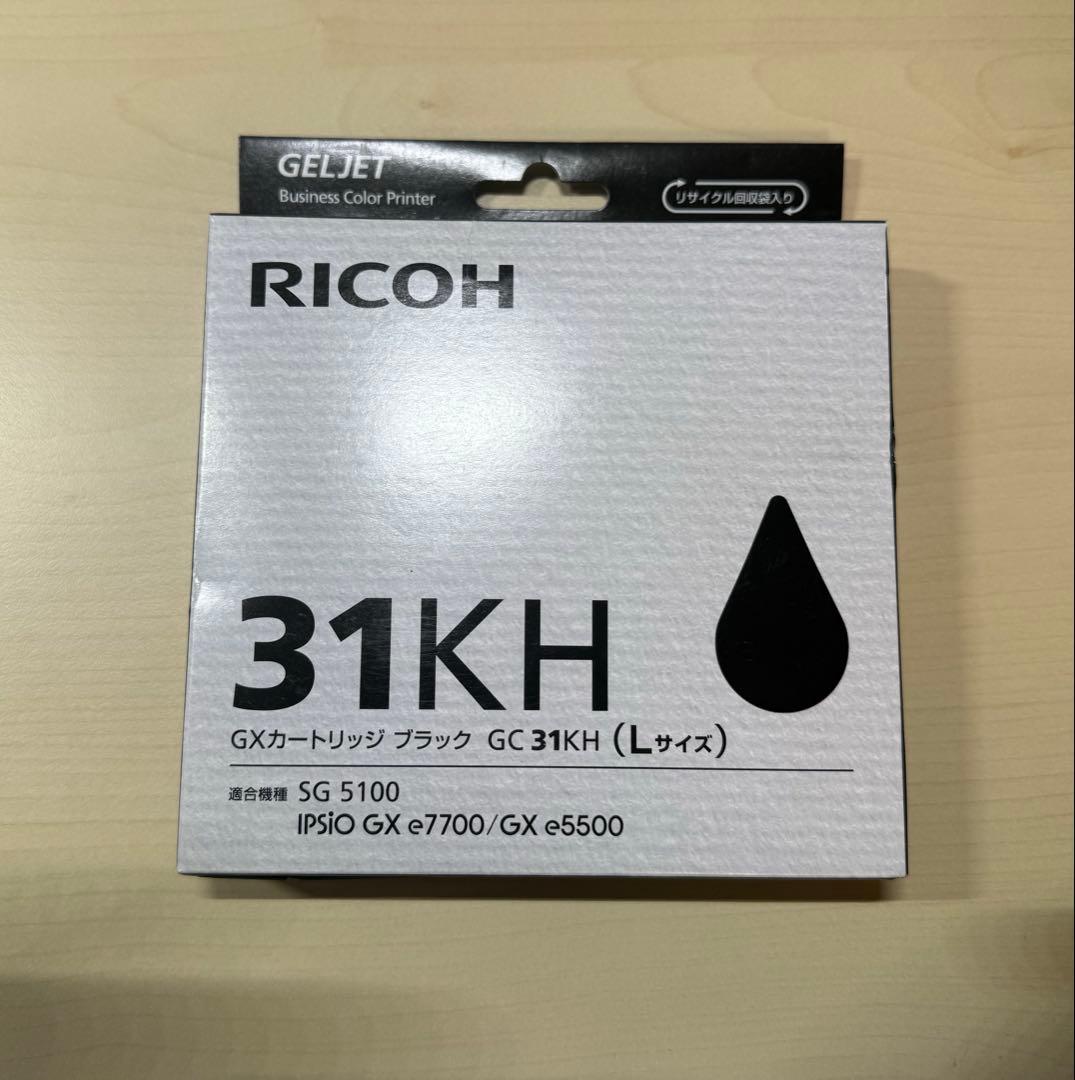 GELJET
Business Color Printer
リサイクル回収袋入り
RICOH
31KH
GXカートリッジ ブラック GC 31KH (Lサイズ)
適合機種 SG 5100
IPSiO GX e7700/GX e5500